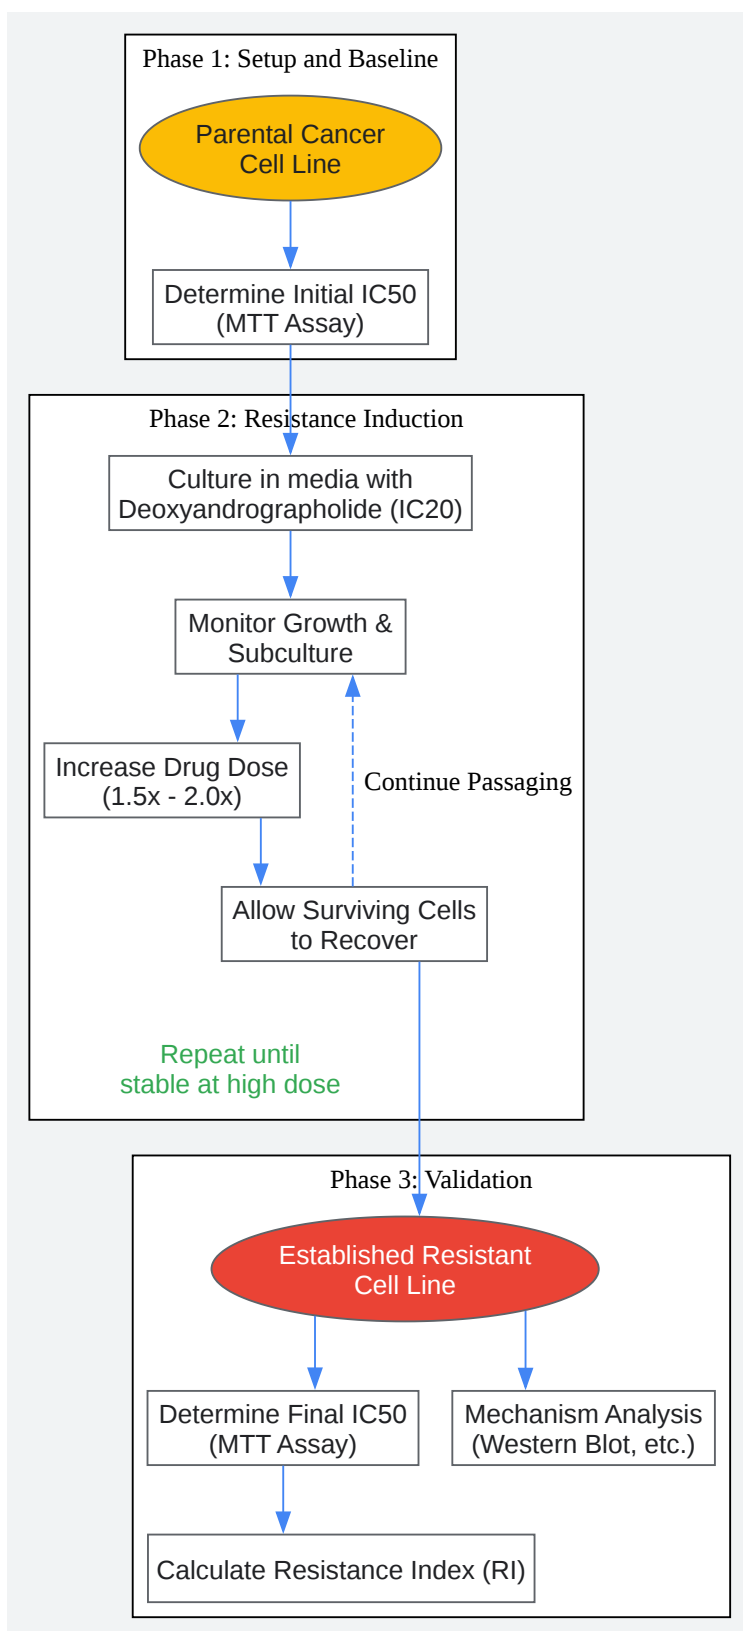 Phase 1: Setup and Baseline
Parental Cancer
Cell Line
Determine Initial IC50
(MTT Assay)
Phase 2: Resistance Induction
Culture in media with
Deoxyandrographolide (IC20)
Monitor Growth &
Subculture
Increase Drug Dose
(1.5x - 2.0x)
Continue Passaging
Allow Surviving Cells
to Recover
Repeat until
stable at high dose
Phase 3: Validation
Established Resistant
Cell Line
Determine Final IC50
(MTT Assay)
Mechanism Analysis
(Western Blot, etc.)
Calculate Resistance Index (RI)